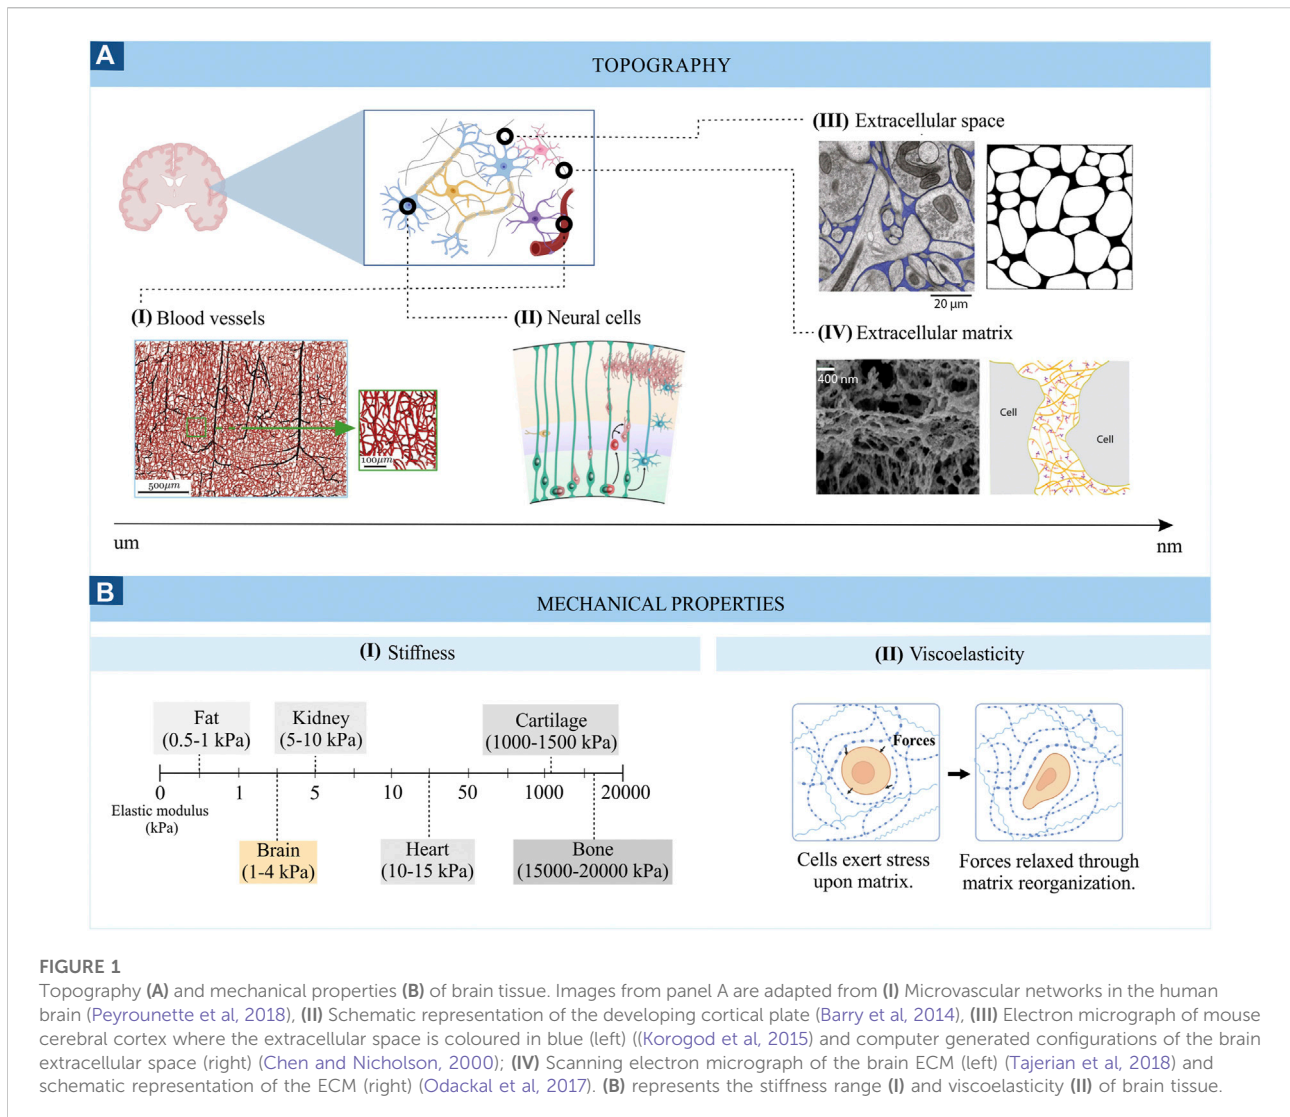 A
TOPOGRAPHY
(III) Extracellular space
20 µm
(I) Blood vessels
(II) Neural cells
(IV) Extracellular matrix
500µm
100µm
400 nm
Cell
Cell
um
nm
B
MECHANICAL PROPERTIES
(I) Stiffness
(II) Viscoelasticity
Fat
(0.5-1 kPa)
Kidney
(5-10 kPa)
Cartilage
(1000-1500 kPa)
0 1 5 10 50 1000 20000
Elastic modulus
(kPa)
Brain
(1-4 kPa)
Heart
(10-15 kPa)
Bone
(15000-20000 kPa)
Forces
Cells exert stress
upon matrix.
Forces relaxed through
matrix reorganization.
FIGURE 1
Topography (A) and mechanical properties (B) of brain tissue. Images from panel A are adapted from (I) Microvascular networks in the human
brain (Peyrounette et al, 2018), (II) Schematic representation of the developing cortical plate (Barry et al, 2014), (III) Electron micrograph of mouse
cerebral cortex where the extracellular space is coloured in blue (left) ((Korogod et al, 2015) and computer generated configurations of the brain
extracellular space (right) (Chen and Nicholson, 2000); (IV) Scanning electron micrograph of the brain ECM (left) (Tajerian et al, 2018) and
schematic representation of the ECM (right) (Odackal et al, 2017). (B) represents the stiffness range (I) and viscoelasticity (II) of brain tissue.